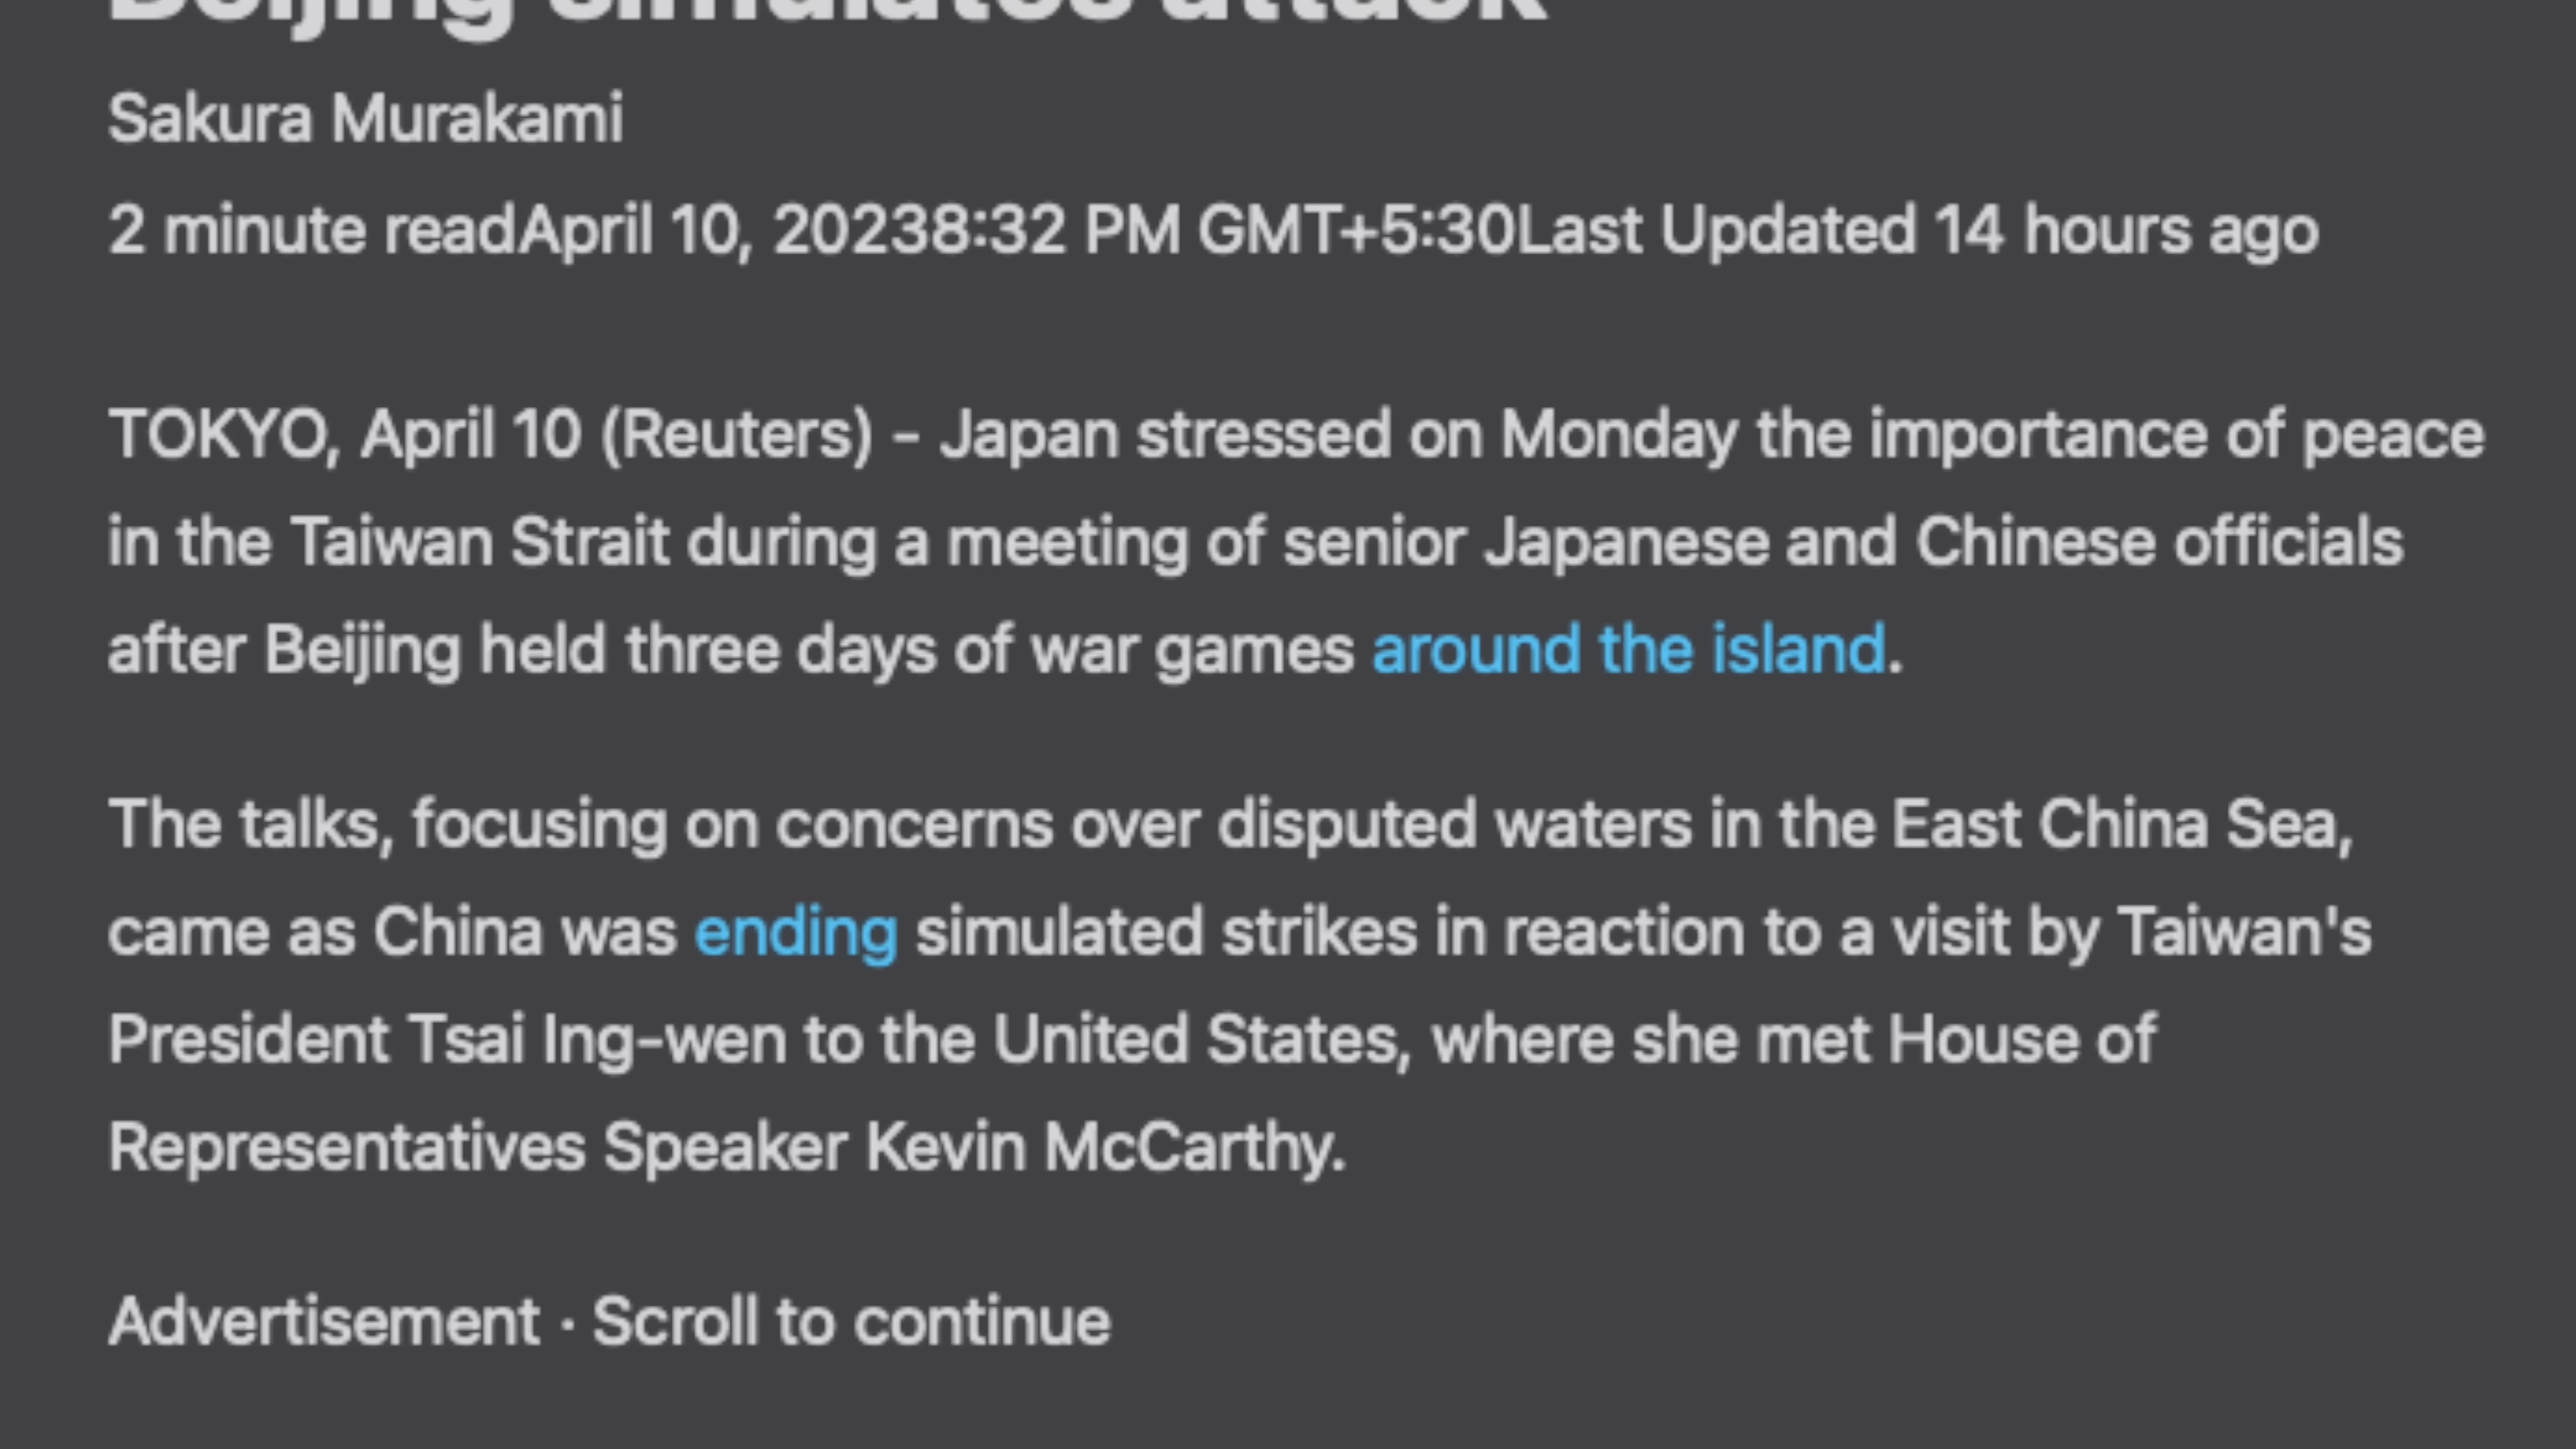 Beijing simulates attack
Sakura Murakami
2 minute readApril 10, 20238:32 PM GMT+5:30Last Updated 14 hours ago
TOKYO, April 10 (Reuters) - Japan stressed on Monday the importance of peace
in the Taiwan Strait during a meeting of senior Japanese and Chinese officials
after Beijing held three days of war games around the island.
The talks, focusing on concerns over disputed waters in the East China Sea,
came as China was ending simulated strikes in reaction to a visit by Taiwan's
President Tsai Ing-wen to the United States, where she met House of
Representatives Speaker Kevin McCarthy.
Advertisement · Scroll to continue